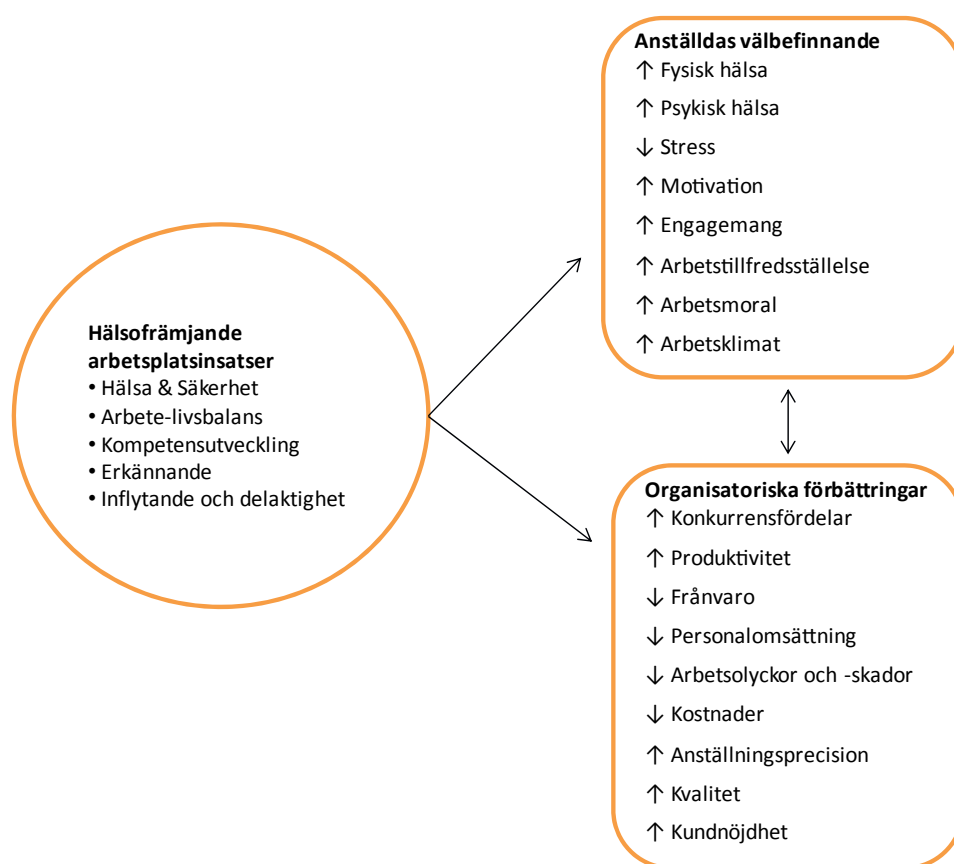 Hälsofrämjande
arbetsplatsinsatser
• Hälsa & Säkerhet
• Arbete-livsbalans
• Kompetensutveckling
• Erkännande
• Inflytande och delaktighet
Anställdas välbefinnande
↑ Fysisk hälsa
↑ Psykisk hälsa
↓ Stress
↑ Motivation
↑ Engagemang
↑ Arbetstillfredsställelse
↑ Arbetsmoral
↑ Arbetsklimat
Organisatoriska förbättringar
↑ Konkurrensfördelar
↑ Produktivitet
↓ Frånvaro
↓ Personalomsättning
↓ Arbetsolyckor och -skador
↓ Kostnader
↑ Anställningsprecision
↑ Kvalitet
↑ Kundnöjdhet